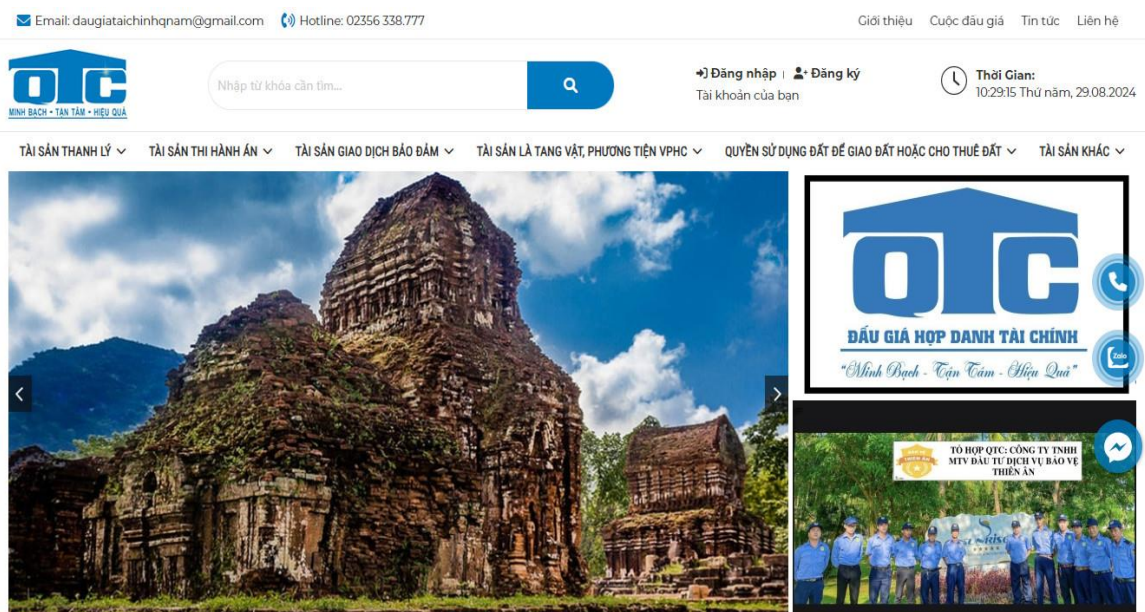 Email: daugiataichinhqnam@gmail.com
Hotline: 02356 338.777
Giới thiệu
Cuộc đấu giá
Tin tức
Liên hệ
QTC
MINH BẠCH - TẬN TÂM - HIỆU QUẢ
Nhập từ khóa cần tìm...
Đăng nhập
Đăng ký
Tài khoản của bạn
Thời Gian:
10:29:15 Thứ năm, 29.08.2024
TÀI SẢN THANH LÝ
TÀI SẢN THI HÀNH ÁN
TÀI SẢN GIAO DỊCH BẢO ĐẢM
TÀI SẢN LÀ TANG VẬT, PHƯƠNG TIỆN VPHC
QUYỀN SỬ DỤNG ĐẤT ĐỂ GIAO ĐẤT HOẶC CHO THUÊ ĐẤT
TÀI SẢN KHÁC
QTC
ĐẤU GIÁ HỢP DANH TÀI CHÍNH
"Minh Bạch - Tận Tâm - Hiệu Quả"
Zalo
TỔ HỢP QTC: CÔNG TY TNHH
MTV ĐẦU TƯ DỊCH VỤ BẢO VỆ
THIÊN ÂN
THIÊN ÂN